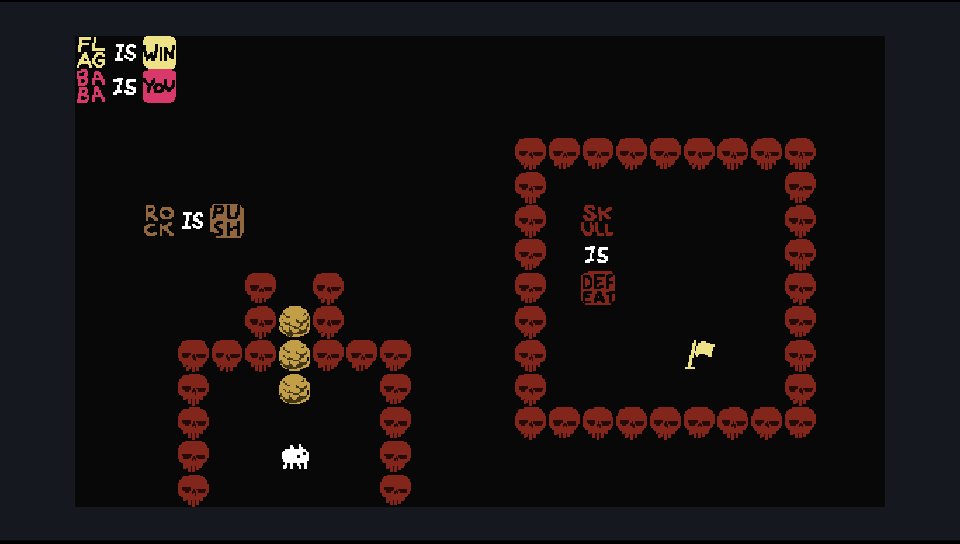 FLAG IS WIN
BABA IS YOU
ROCK IS PUSH
SKULL
IS
DEFEAT